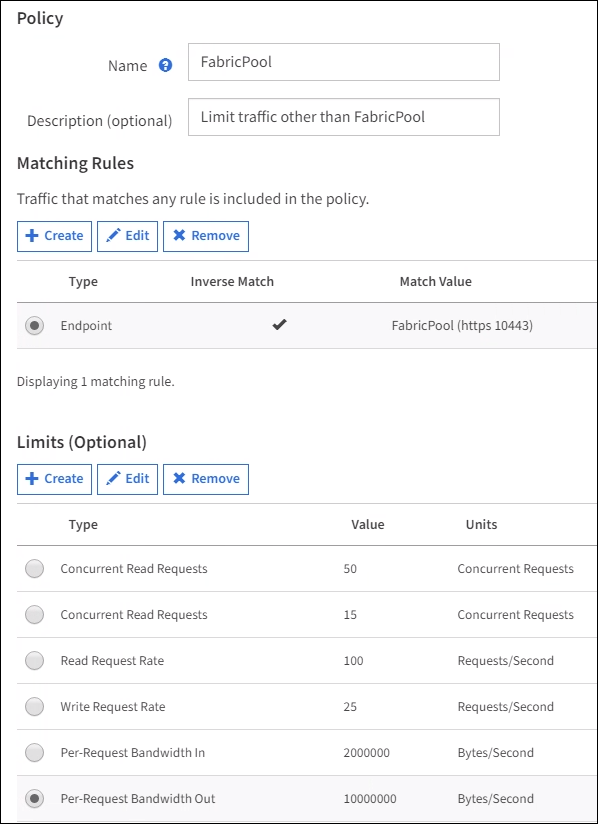 Policy
Name ?
FabricPool
Description (optional)
Limit traffic other than FabricPool
Matching Rules
Traffic that matches any rule is included in the policy.
Create Edit Remove
Type Inverse Match Match Value
Endpoint FabricPool (https 10443)
Displaying 1 matching rule.
Limits (Optional)
Create Edit Remove
Type Value Units
Concurrent Read Requests 50 Concurrent Requests
Concurrent Read Requests 15 Concurrent Requests
Read Request Rate 100 Requests/Second
Write Request Rate 25 Requests/Second
Per-Request Bandwidth In 2000000 Bytes/Second
Per-Request Bandwidth Out 10000000 Bytes/Second